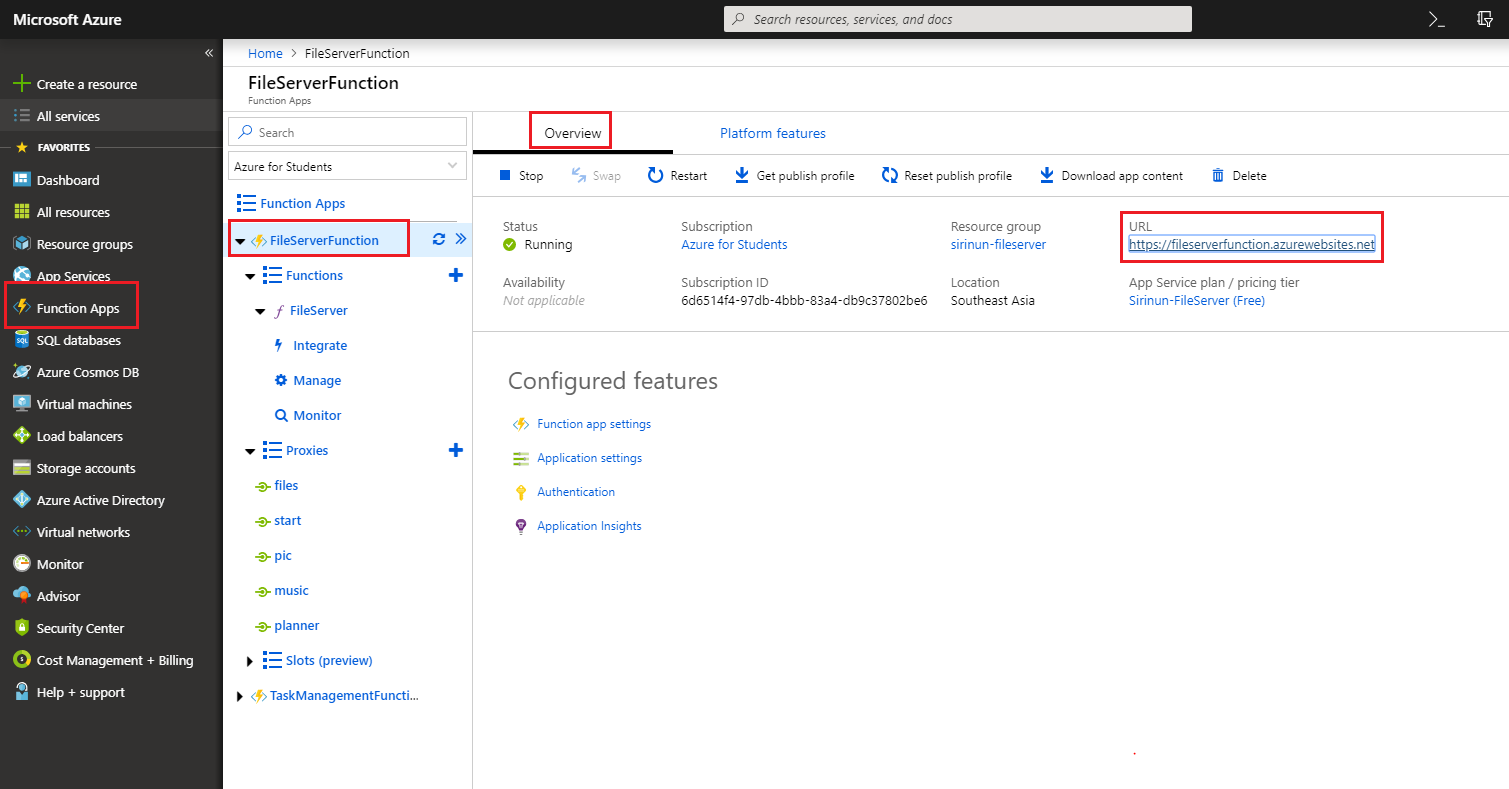 Microsoft Azure
Search resources, services, and docs
Create a resource
All services
FAVORITES
Dashboard
All resources
Resource groups
App Services
Function Apps
SQL databases
Azure Cosmos DB
Virtual machines
Load balancers
Storage accounts
Azure Active Directory
Virtual networks
Monitor
Advisor
Security Center
Cost Management + Billing
Help + support
Home > FileServerFunction
FileServerFunction
Function Apps
Search
Azure for Students
Function Apps
FileServerFunction
Functions
FileServer
Integrate
Manage
Monitor
Proxies
files
start
pic
music
planner
Slots (preview)
TaskManagementFuncti...
Overview Platform features
Stop Swap Restart Get publish profile Reset publish profile Download app content Delete
Status Subscription Resource group URL
Running Azure for Students sirinun-fileserver https://fileserverfunction.azurewebsites.net
Availability Subscription ID Location App Service plan / pricing tier
Not applicable 6d6514f4-97db-4bbb-83a4-db9c37802be6 Southeast Asia Sirinun-FileServer (Free)
Configured features
Function app settings
Application settings
Authentication
Application Insights